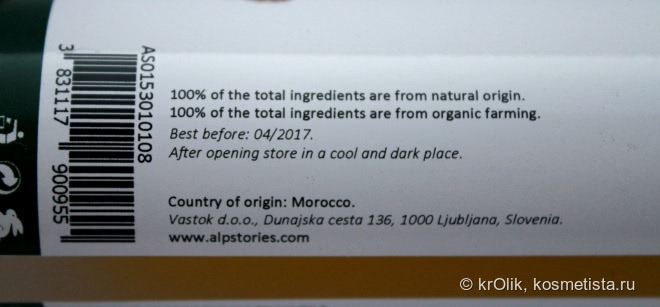 AS0153010108
3 831117 900955
100% of the total ingredients are from natural origin.
100% of the total ingredients are from organic farming.
Best before: 04/2017.
After opening store in a cool and dark place.
Country of origin: Morocco.
Vastok d.o.o., Dunajska cesta 136, 1000 Ljubljana, Slovenia.
www.alpstories.com
© krOlik, kosmetista.ru